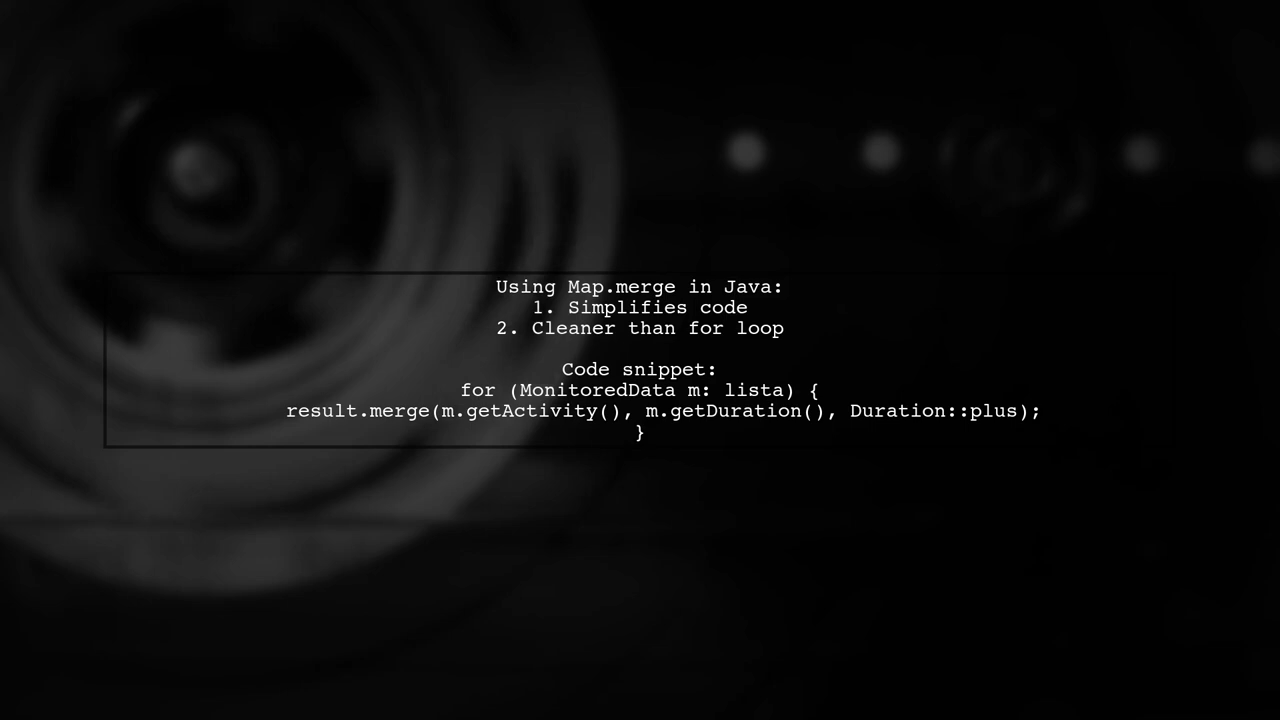 Using Map.merge in Java:
1. Simplifies code
2. Cleaner than for loop
Code snippet:
for (MonitoredData m: lista) {
result.merge(m.getActivity(), m.getDuration(), Duration::plus);
}